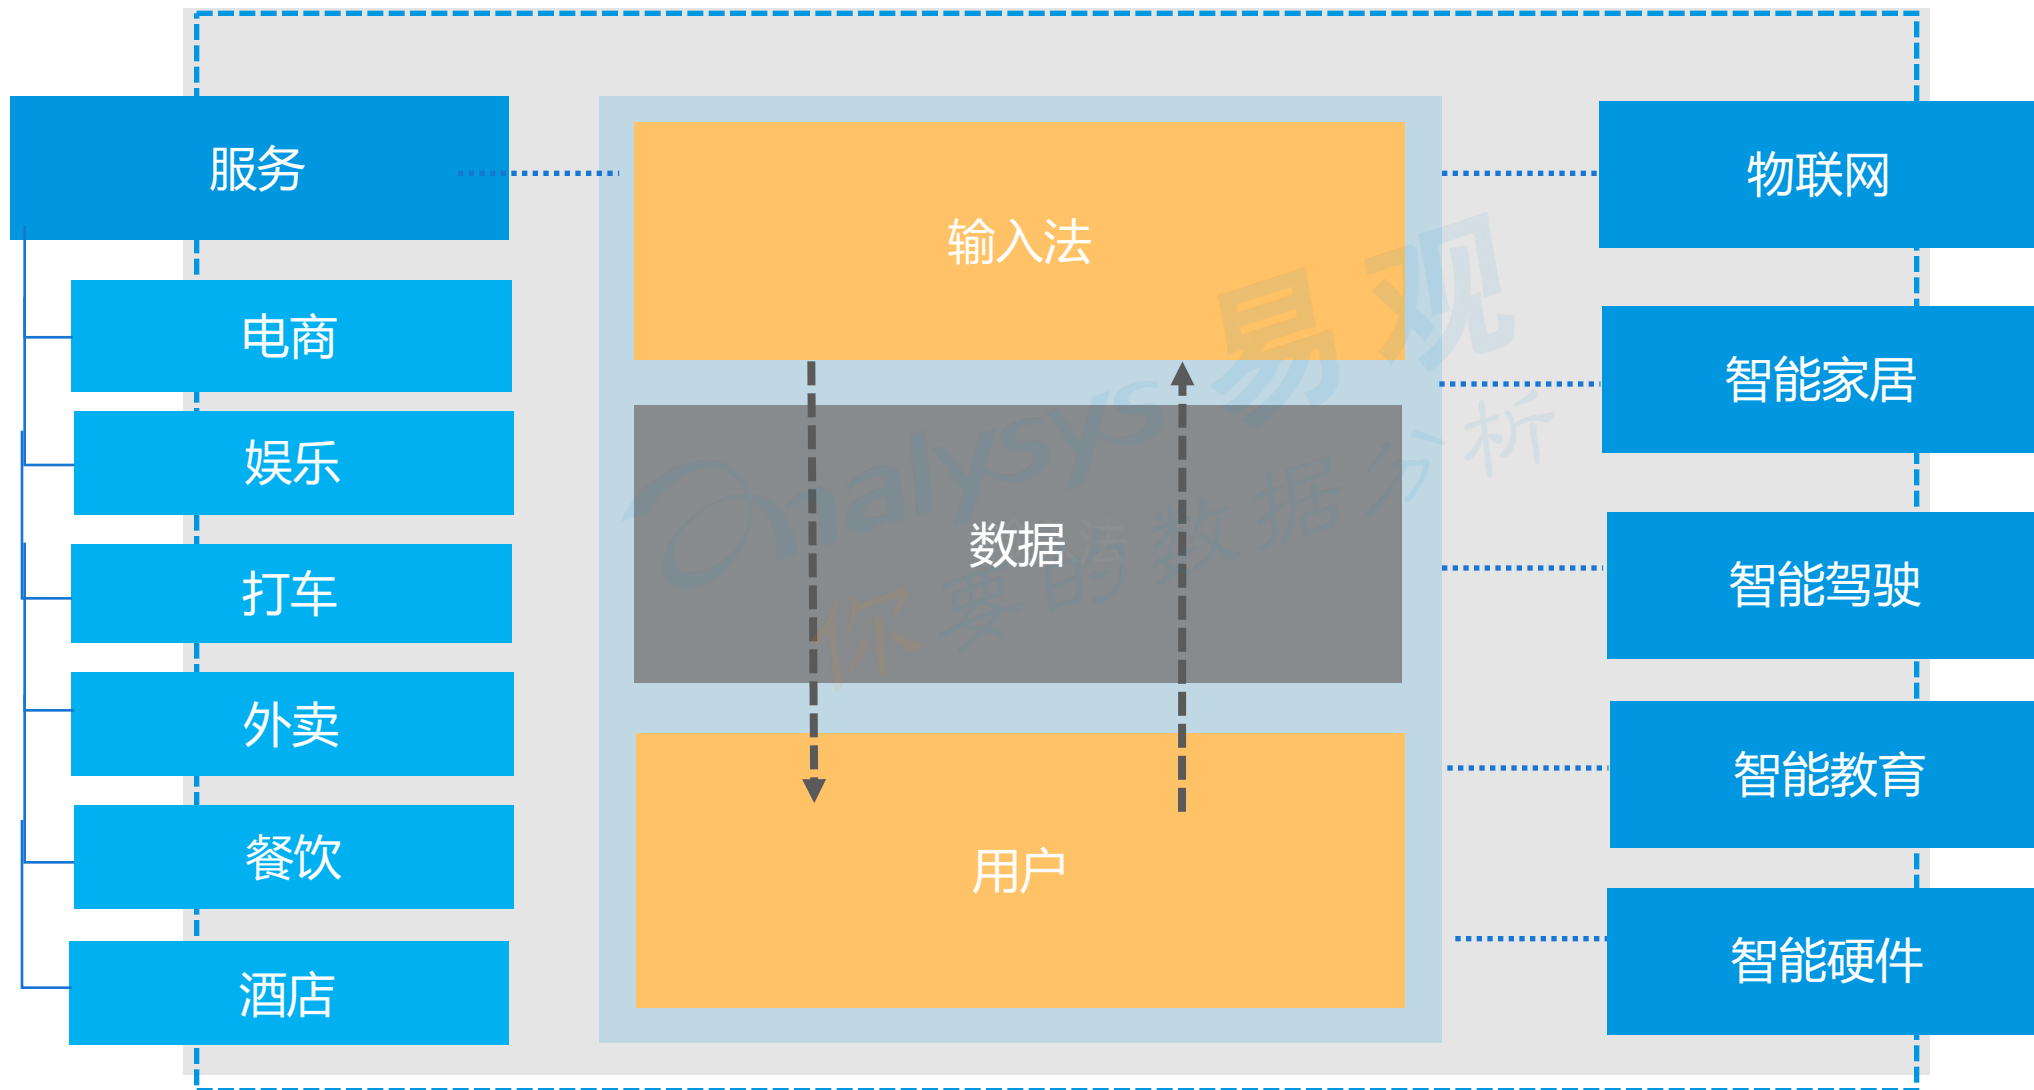 服务
电商
娱乐
打车
外卖
餐饮
酒店
输入法
数据
用户
物联网
智能家居
智能驾驶
智能教育
智能硬件
analysys 易观
你要的数据分析